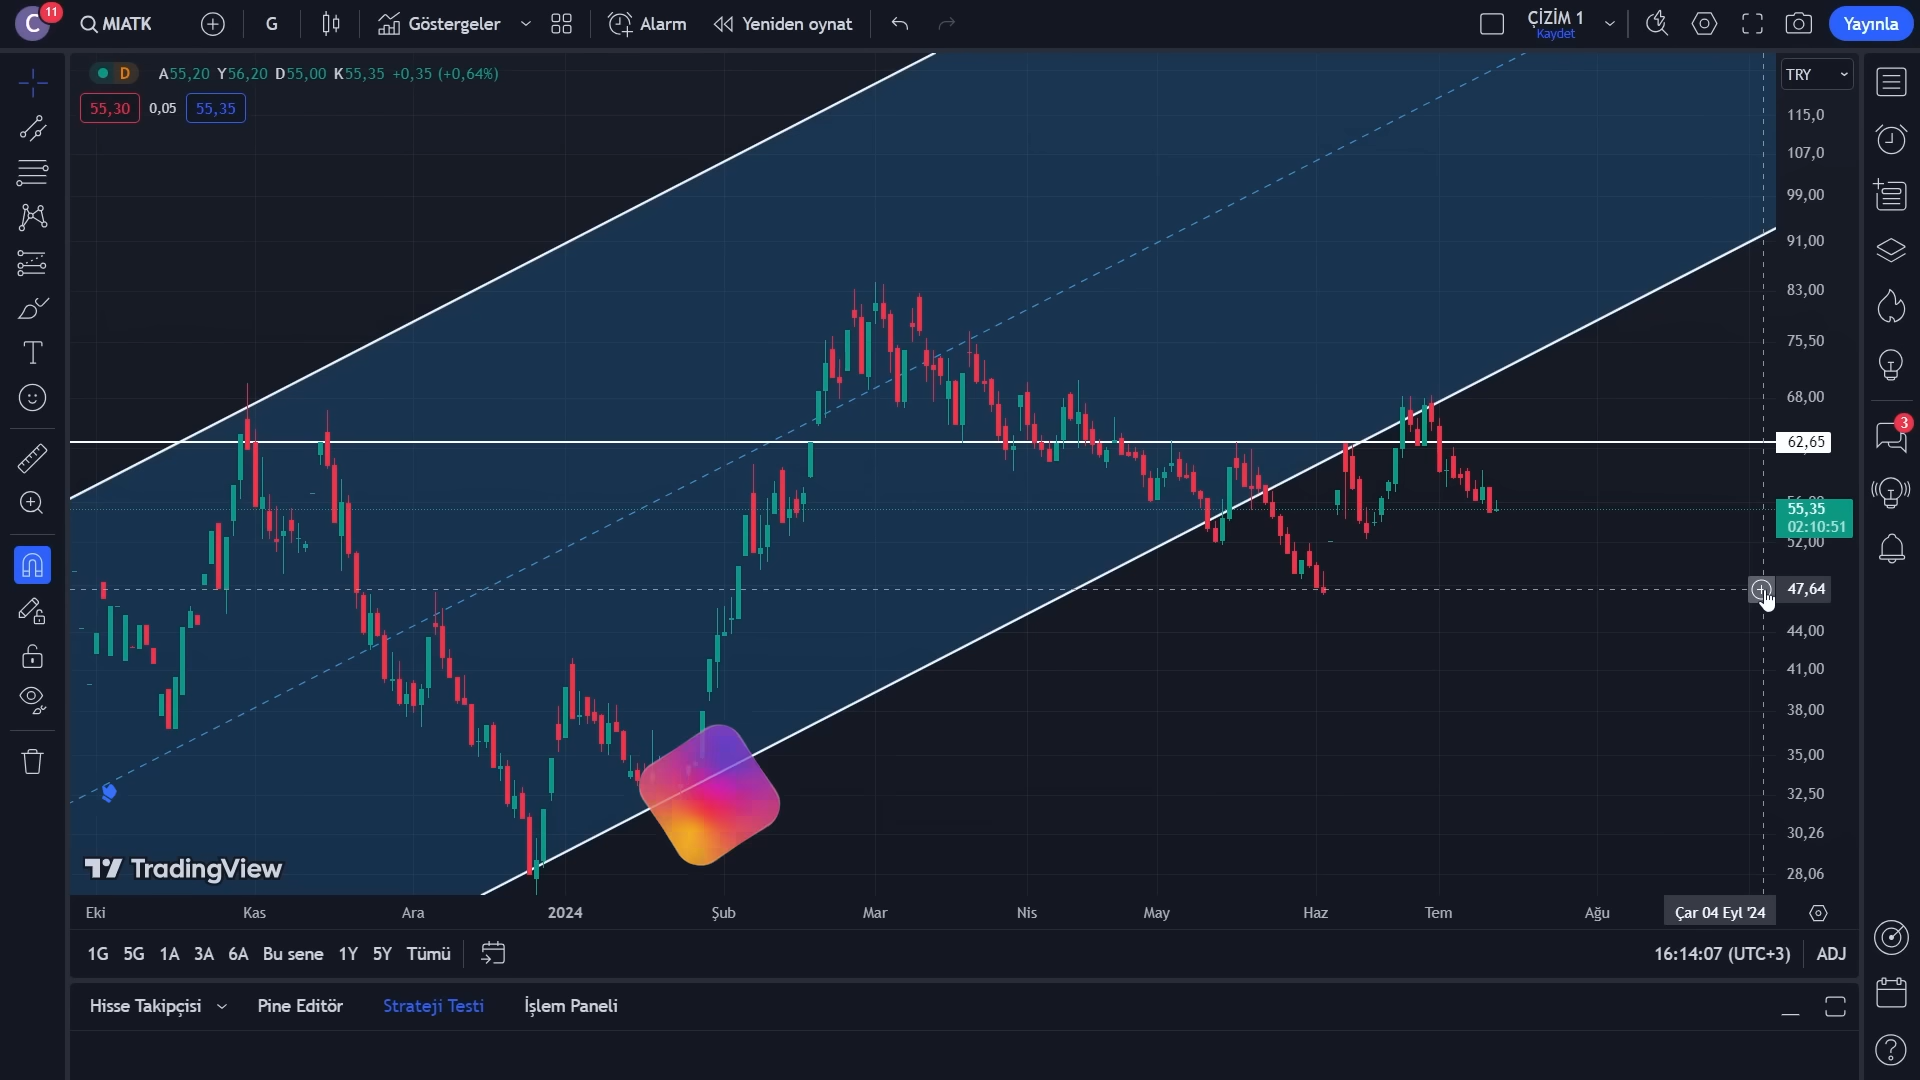 C 11 MIATK G Göstergeler Alarm Yeniden oynat ÇİZİM 1 Kaydet Yayınla
D A55,20 Y56,20 D55,00 K55,35 +0,35 (+0,64%)
55,30 0,05 55,35
TRY
115,0
107,0
99,00
91,00
83,00
75,50
68,00
62,65
55,35
02:10:51
52,00
47,64
44,00
41,00
38,00
35,00
32,50
30,26
28,06
3
TradingView
Eki Kas Ara 2024 Şub Mar Nis May Haz Tem Ağu Çar 04 Eyl '24
1G 5G 1A 3A 6A Bu sene 1Y 5Y Tümü 16:14:07 (UTC+3) ADJ
Hisse Takipçisi Pine Editör Strateji Testi İşlem Paneli